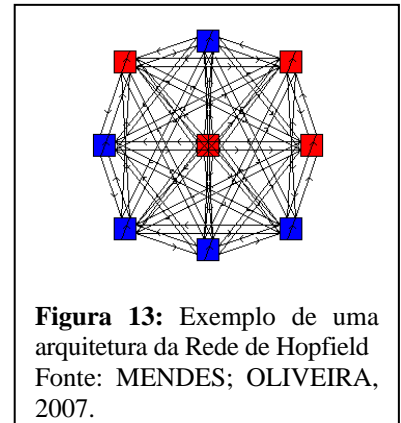 Figura 13: Exemplo de uma
arquitetura da Rede de Hopfield
Fonte: MENDES; OLIVEIRA,
2007.